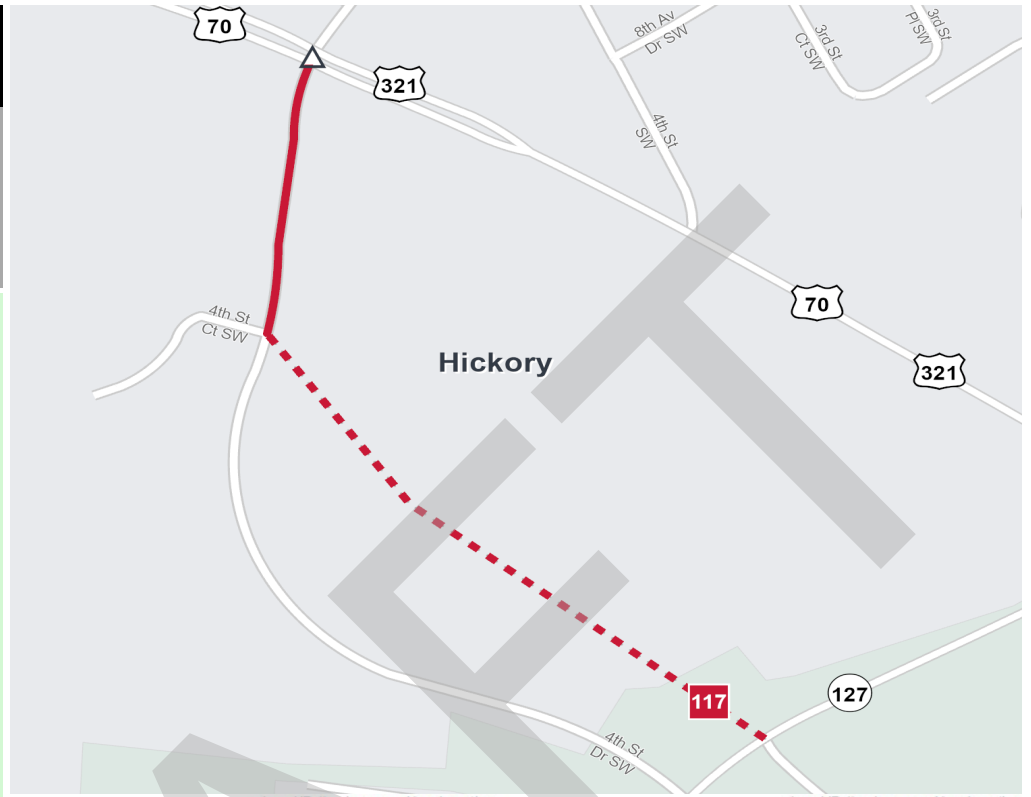 70
321
8th Av
Dr SW
3rd St
Ct SW
3rd St
Pl SW
4th St
SW
70
321
4th St
Ct SW
Hickory
117
127
4th St
Dr SW